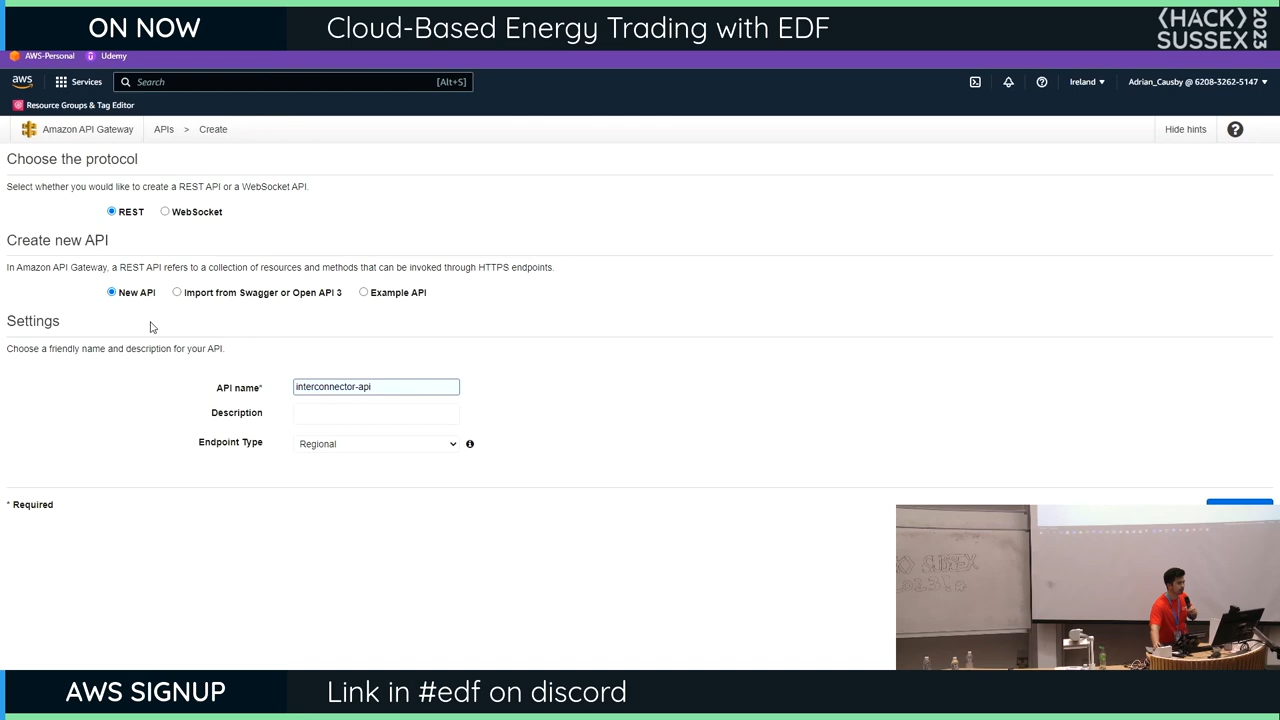 ON NOW
Cloud-Based Energy Trading with EDF
{HACK}
SUSSEX
2023
AWS-Personal
Udemy
aws
Services
Search
[Alt+S]
Ireland
Adrian_Causby @ 6208-3262-5147
Resource Groups & Tag Editor
Amazon API Gateway
APIs > Create
Hide hints
Choose the protocol
Select whether you would like to create a REST API or a WebSocket API.
REST
WebSocket
Create new API
In Amazon API Gateway, a REST API refers to a collection of resources and methods that can be invoked through HTTPS endpoints.
New API
Import from Swagger or Open API 3
Example API
Settings
Choose a friendly name and description for your API.
API name*
interconnector-api
Description
Endpoint Type
Regional
* Required
SUSSEX
AWS SIGNUP
Link in #edf on discord